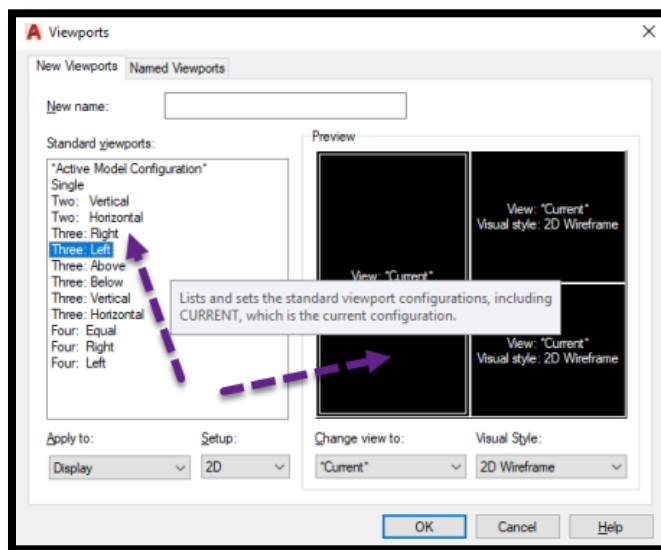 Viewports
New Viewports
Named Viewports
New name:
Standard viewports:
*Active Model Configuration*
Single
Two: Vertical
Two: Horizontal
Three: Right
Three: Left
Three: Above
Three: Below
Three: Vertical
Three: Horizontal
Four: Equal
Four: Right
Four: Left
Preview
View: "Current"
View: "Current"
Visual style: 2D Wireframe
View: "Current"
Visual style: 2D Wireframe
Lists and sets the standard viewport configurations, including
CURRENT, which is the current configuration.
Apply to:
Setup:
Change view to:
Visual Style:
Display
2D
*Current*
2D Wireframe
OK
Cancel
Help